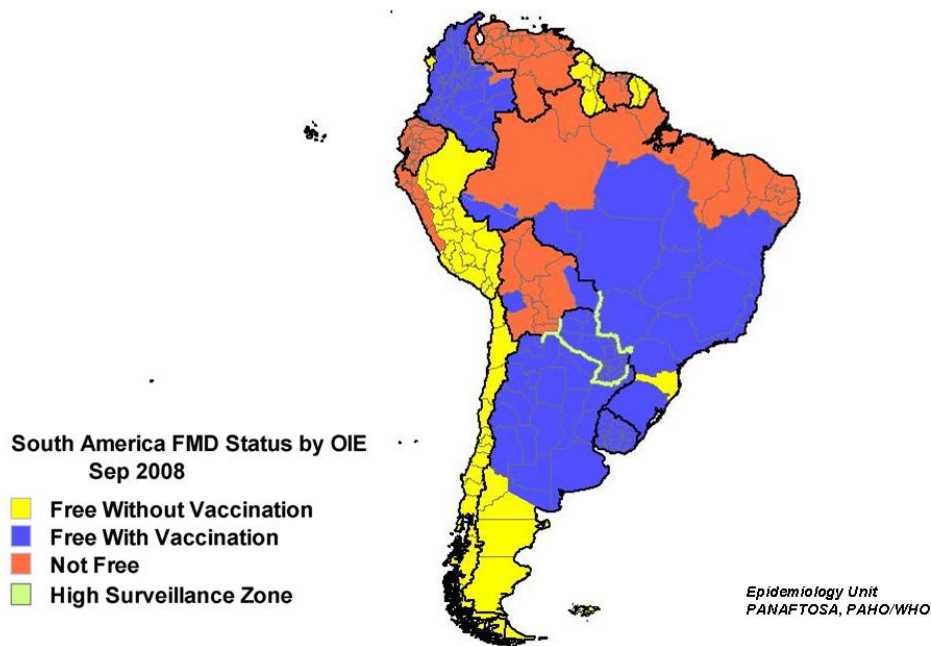 South America FMD Status by OIE
Sep 2008
Free Without Vaccination
Free With Vaccination
Not Free
High Surveillance Zone
Epidemiology Unit
PANAFTOSA, PAHO/WHO